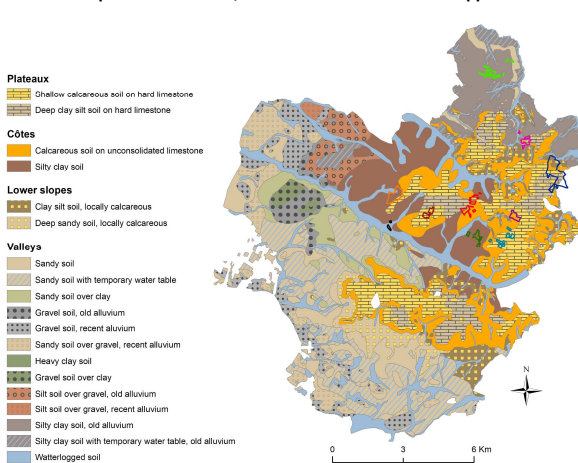 Plateaux
Shallow calcareous soil on hard limestone
Deep clay silt soil on hard limestone
Côtes
Calcareous soil on unconsolidated limestone
Silty clay soil
Lower slopes
Clay silt soil, locally calcareous
Deep sandy soil, locally calcareous
Valleys
Sandy soil
Sandy soil with temporary water table
Sandy soil over clay
Gravel soil, old alluvium
Gravel soil, recent aluvium
Sandy soil over gravel, recent alluvium
Heavy clay soil
Gravel soil over clay
Silt soil over gravel, old alluvium
Silt soil over gravel, recent alluvium
Silty clay soil, old alluvium
Silty clay soil with temporary water table, old alluvium
Watterlogged soil
N
0 3 6 Km